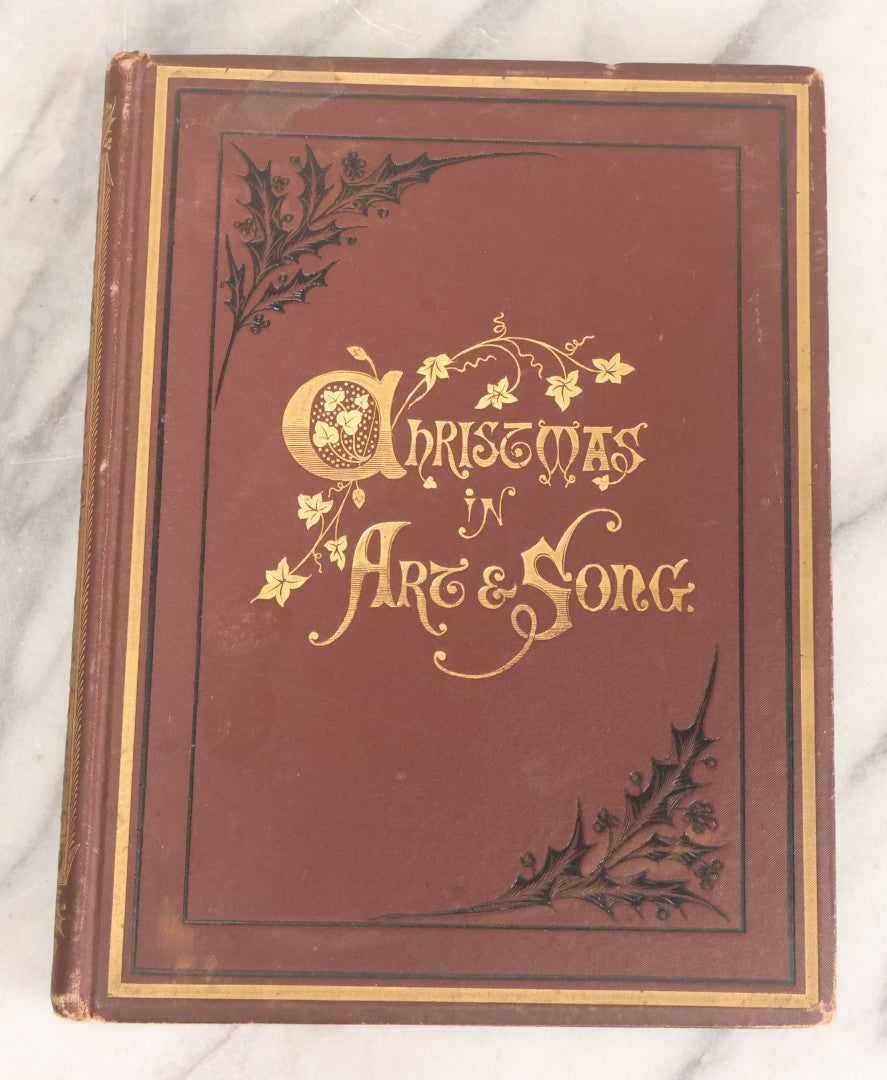 Christmas
in
Art & Song.